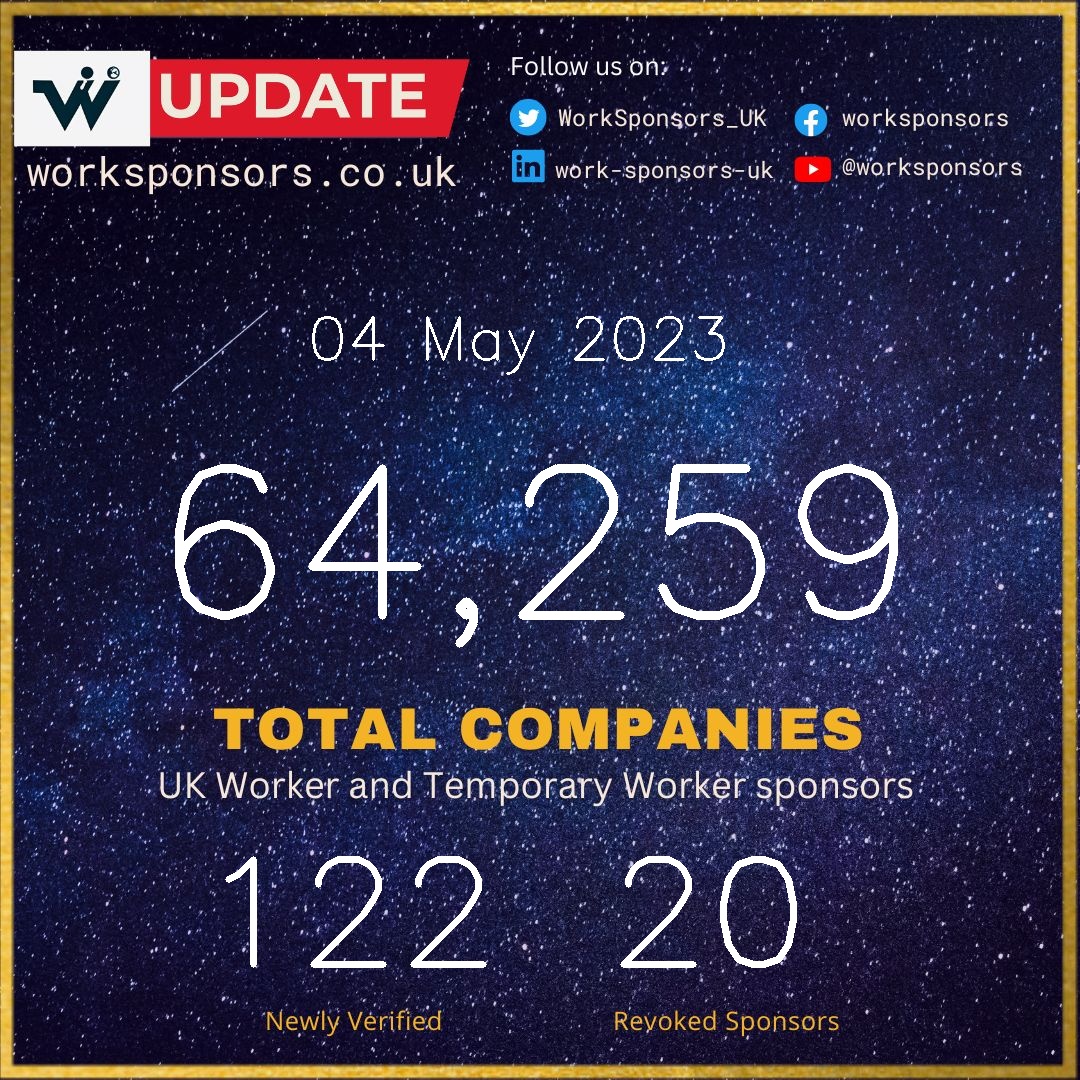 W UPDATE
worksponsors.co.uk
Follow us on:
WorkSponsors_UK
worksponsors
in work-sponsors-uk
@worksponsors
04 May 2023
64,259
TOTAL COMPANIES
UK Worker and Temporary Worker sponsors
122 20
Newly Verified Revoked Sponsors